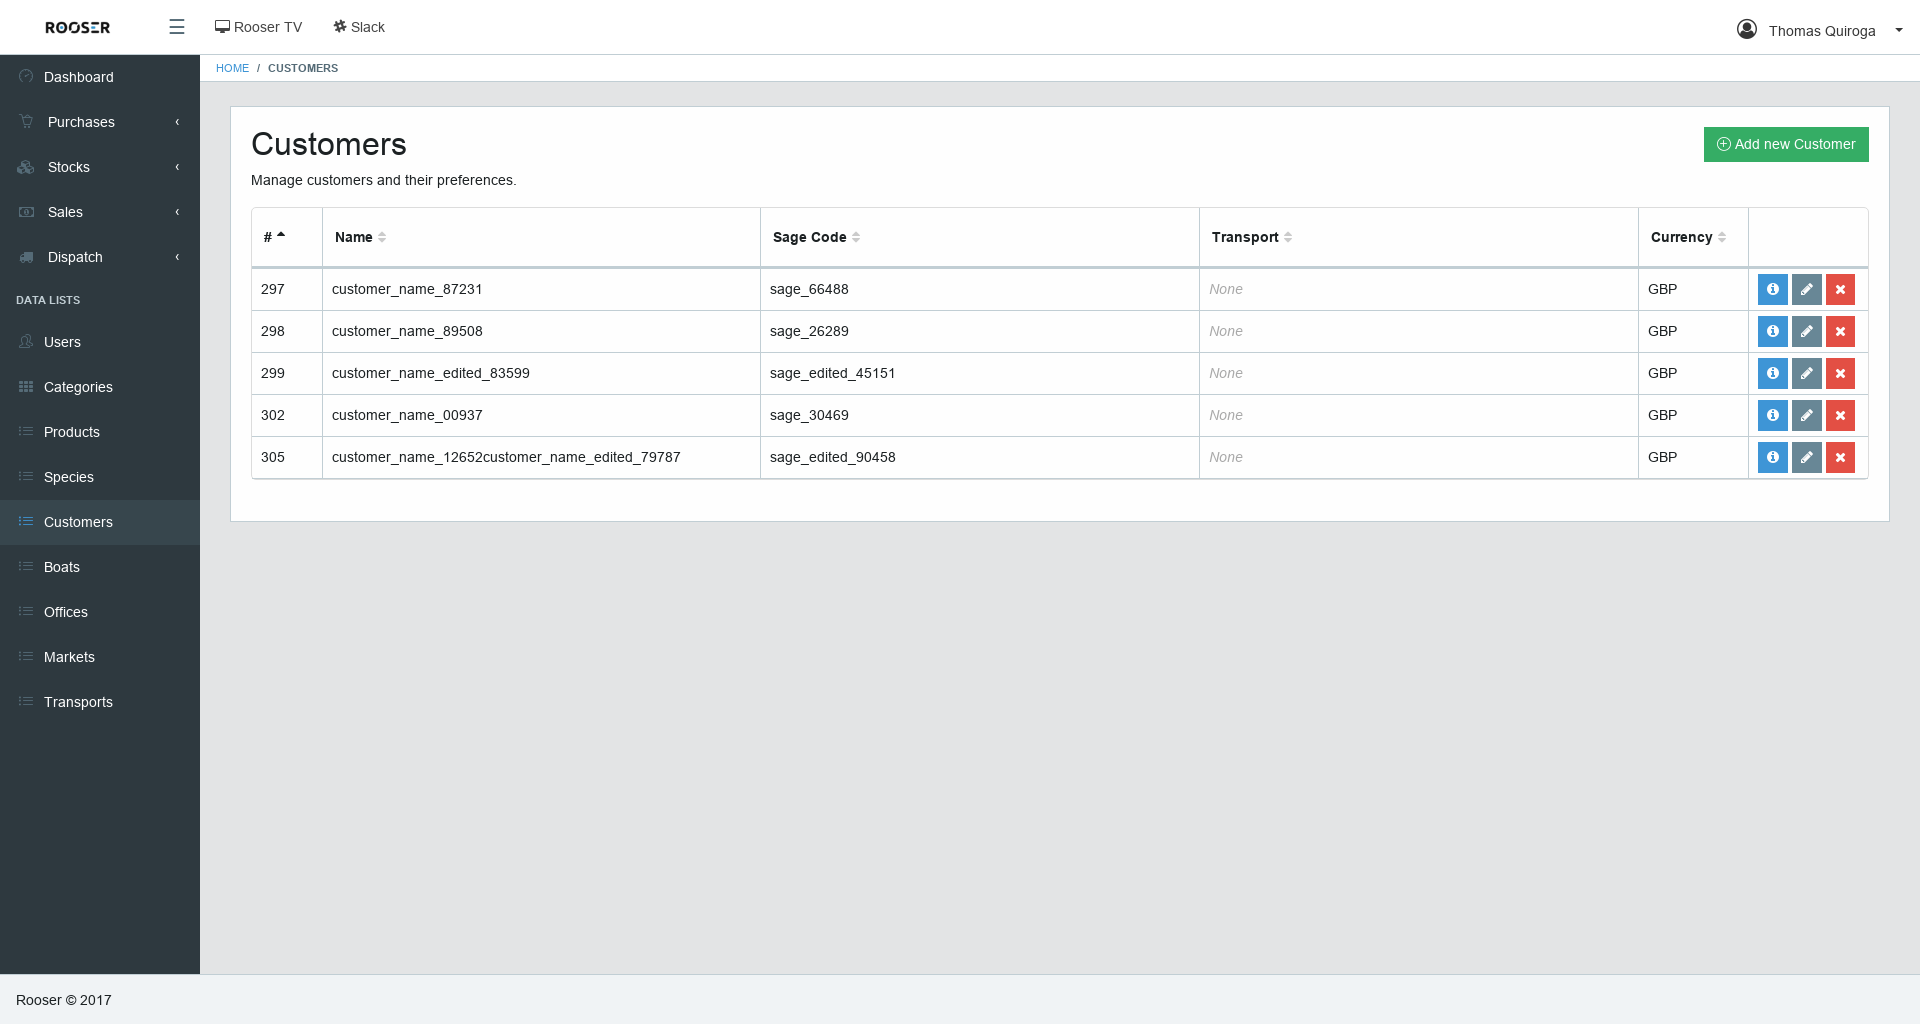 ROOSER
Rooser TV
Slack
Thomas Quiroga
HOME / CUSTOMERS
Dashboard
Purchases
Stocks
Sales
Dispatch
DATA LISTS
Users
Categories
Products
Species
Customers
Boats
Offices
Markets
Transports
Customers
Add new Customer
Manage customers and their preferences.
# Name Sage Code Transport Currency
297 customer_name_87231 sage_66488 None GBP
298 customer_name_89508 sage_26289 None GBP
299 customer_name_edited_83599 sage_edited_45151 None GBP
302 customer_name_00937 sage_30469 None GBP
305 customer_name_12652customer_name_edited_79787 sage_edited_90458 None GBP
Rooser © 2017